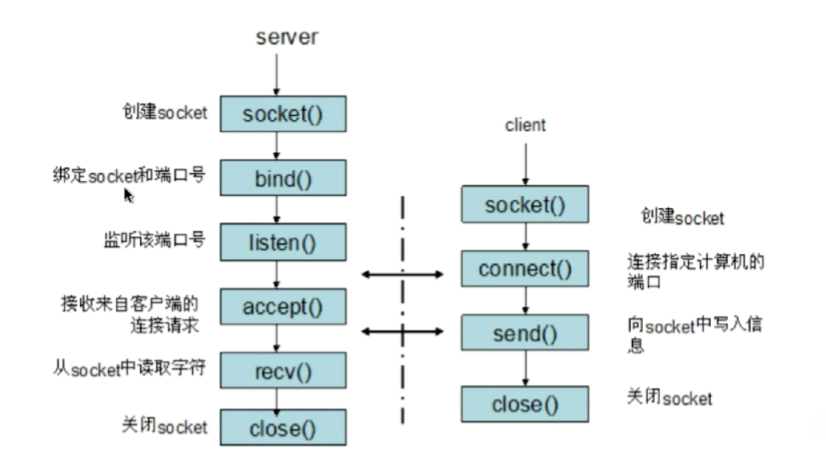 server
创建socket
socket()
绑定socket和端口号
bind()
监听该端口号
listen()
接收来自客户端的
连接请求
accept()
从socket中读取字符
recv()
关闭socket
close()
client
socket()
创建socket
connect()
连接指定计算机的
端口
send()
向socket中写入信
息
close()
关闭socket